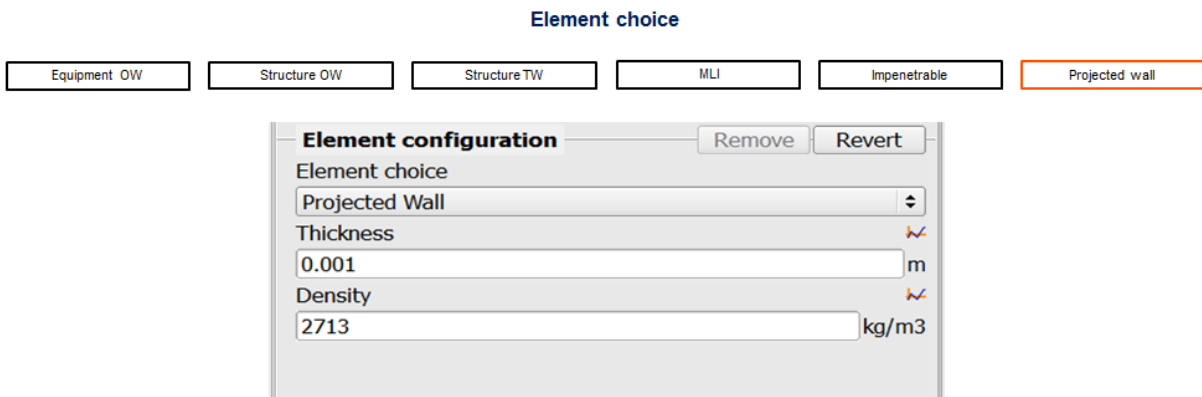 Element choice
Equipment OW Structure OW Structure TW MLI Impenetrable Projected wall
Element configuration Remove Revert
Element choice
Projected Wall
Thickness
0.001 m
Density
2713 kg/m3